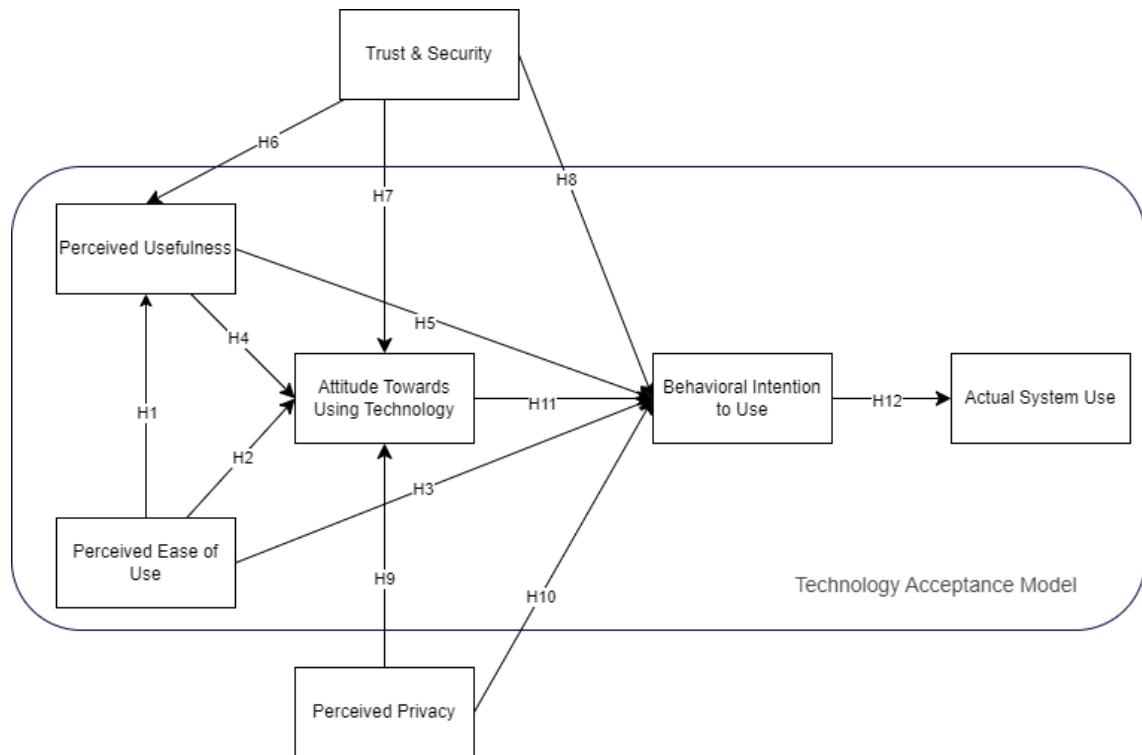 Trust & Security
H6
H7
H8
Perceived Usefulness
H5
H4
Attitude Towards
Using Technology
H11
Behavioral Intention
to Use
H12
Actual System Use
H1
H2
H3
Perceived Ease of
Use
H9
H10
Technology Acceptance Model
Perceived Privacy